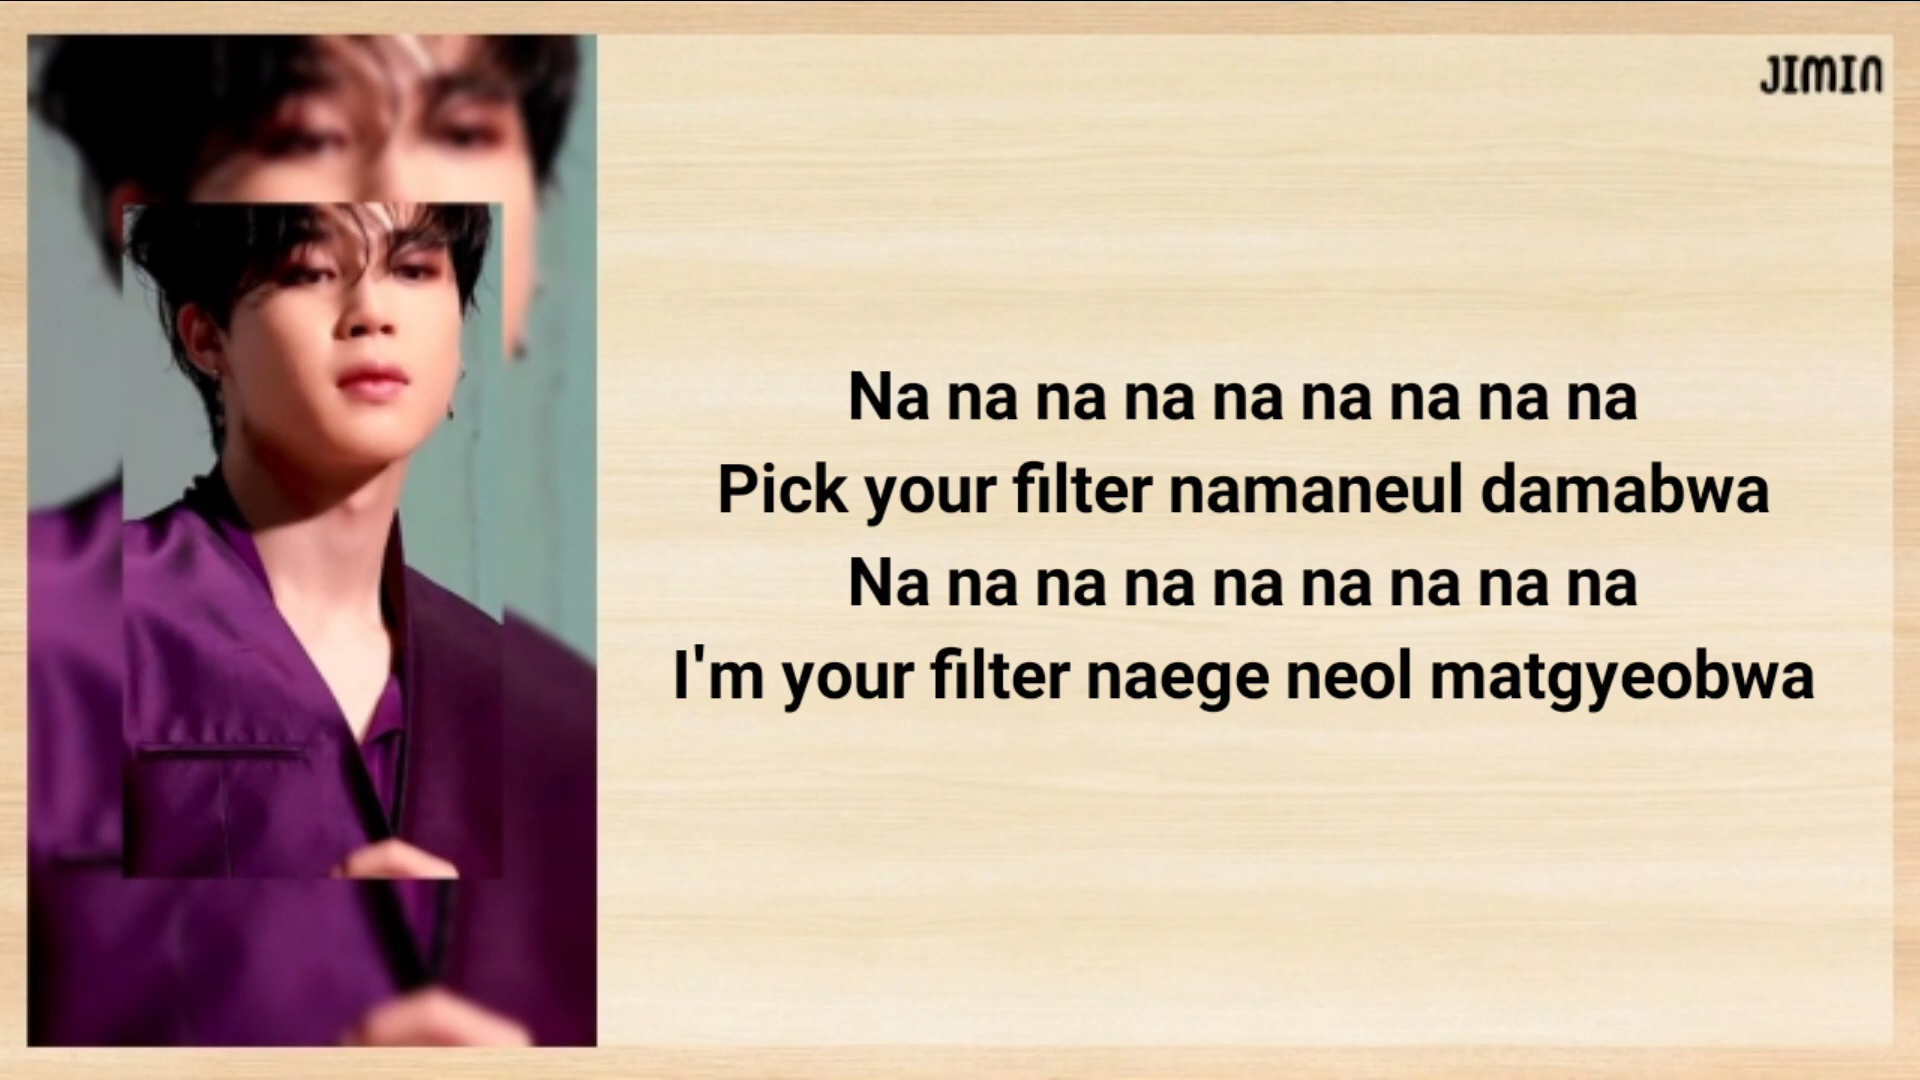 JIMIN
Na na na na na na na na na
Pick your filter namaneul damabwa
Na na na na na na na na na
I'm your filter naege neol matgyeobwa